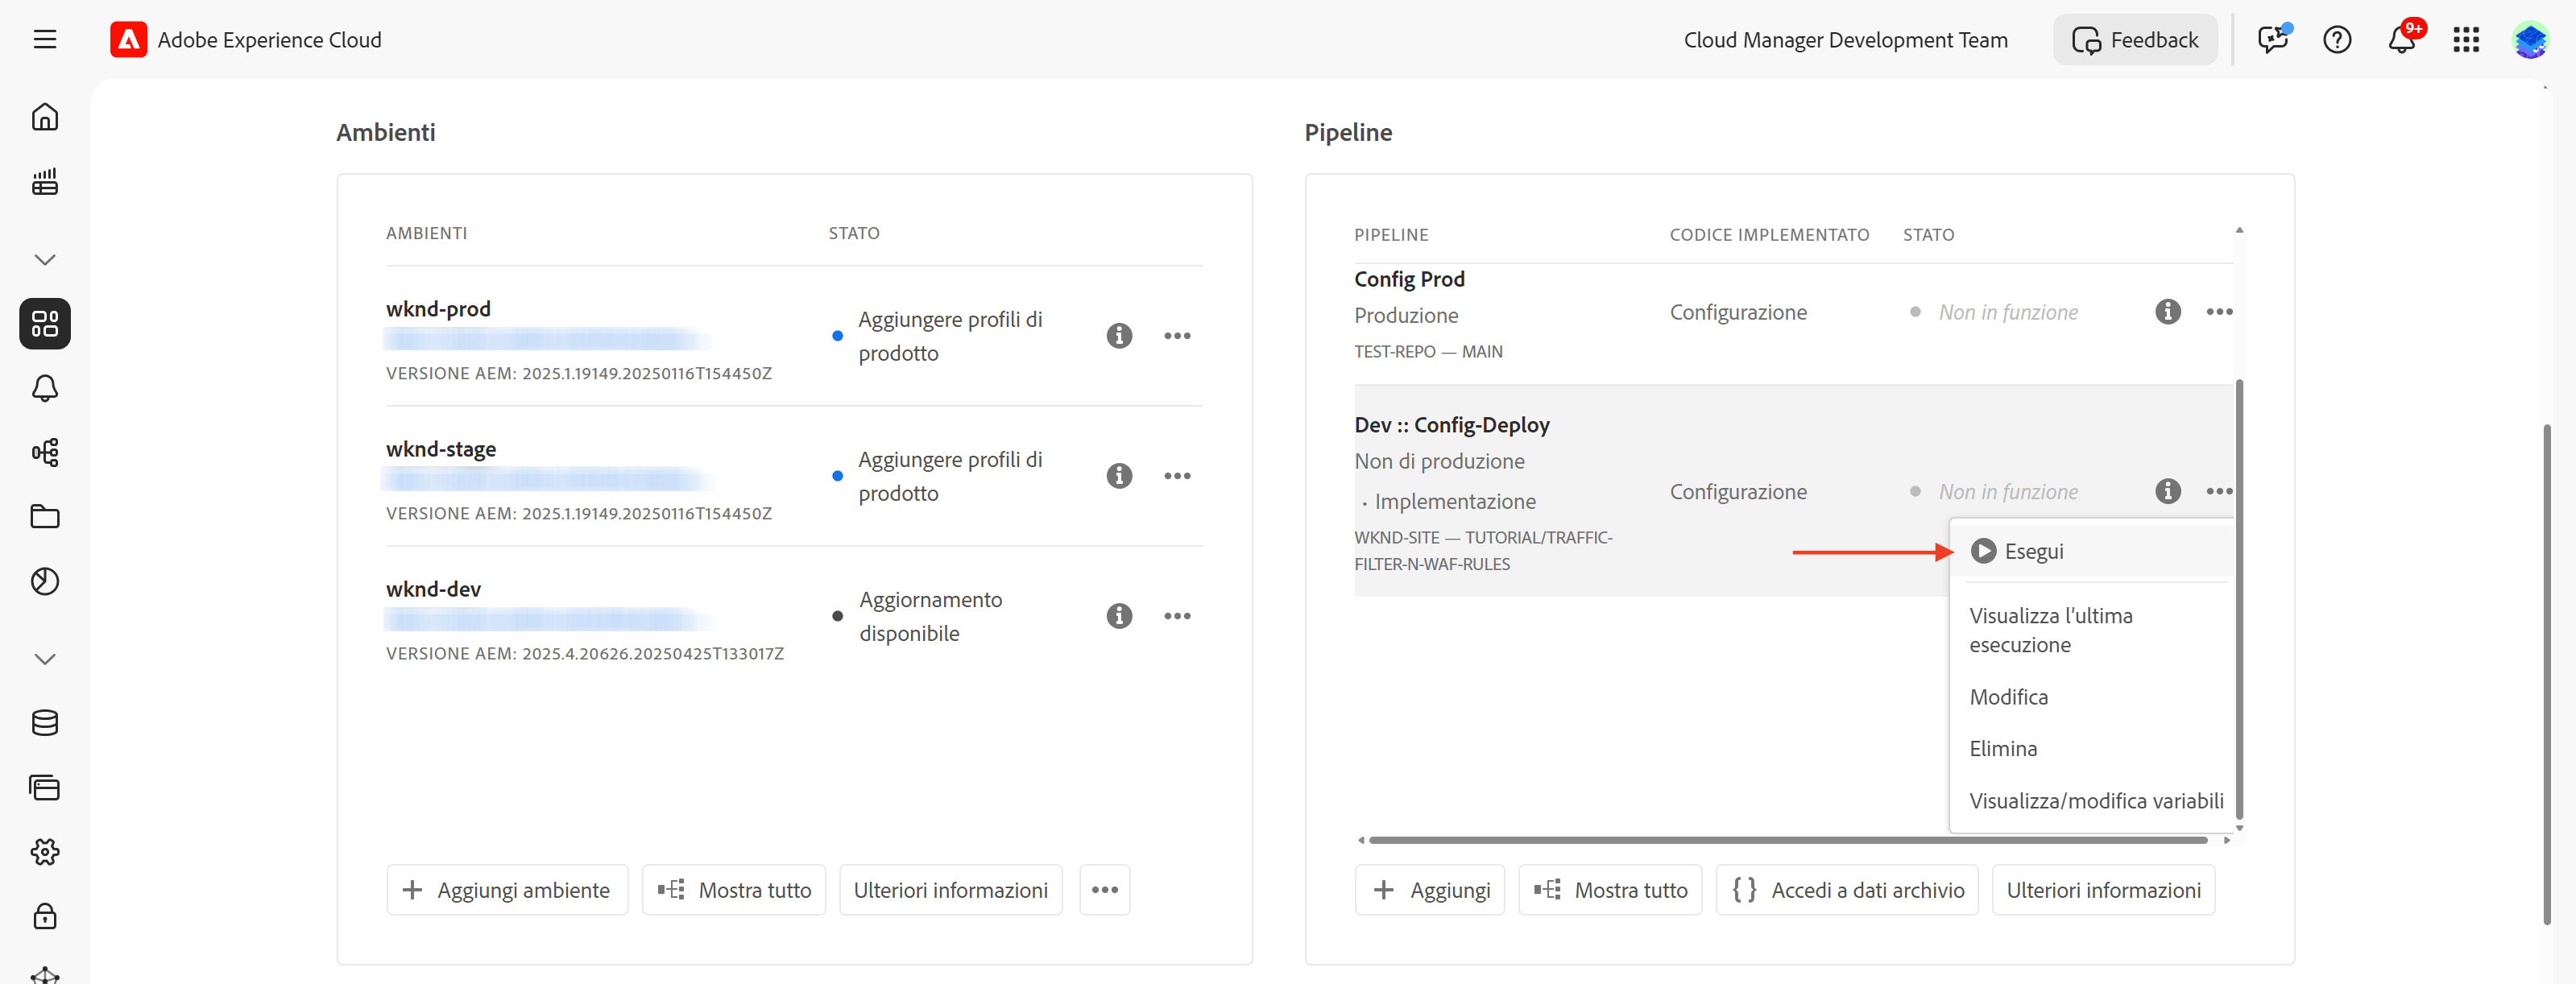 Adobe Experience Cloud
Cloud Manager Development Team
Feedback
9+
Ambienti
AMBIENTI
STATO
wknd-prod
Aggiungere profili di
prodotto
VERSIONE AEM: 2025.1.19149.20250116T154450Z
wknd-stage
Aggiungere profili di
prodotto
VERSIONE AEM: 2025.1.19149.20250116T154450Z
wknd-dev
Aggiornamento
disponibile
VERSIONE AEM: 2025.4.20626.20250425T133017Z
Aggiungi ambiente
Mostra tutto
Ulteriori informazioni
Pipeline
PIPELINE
CODICE IMPLEMENTATO
STATO
Config Prod
Produzione
TEST-REPO — MAIN
Configurazione
Non in funzione
Dev :: Config-Deploy
Non di produzione
· Implementazione
WKND-SITE — TUTORIAL/TRAFFIC-
FILTER-N-WAF-RULES
Configurazione
Non in funzione
Esegui
Visualizza l’ultima
esecuzione
Modifica
Elimina
Visualizza/modifica variabili
Aggiungi
Mostra tutto
Accedi a dati archivio
Ulteriori informazioni